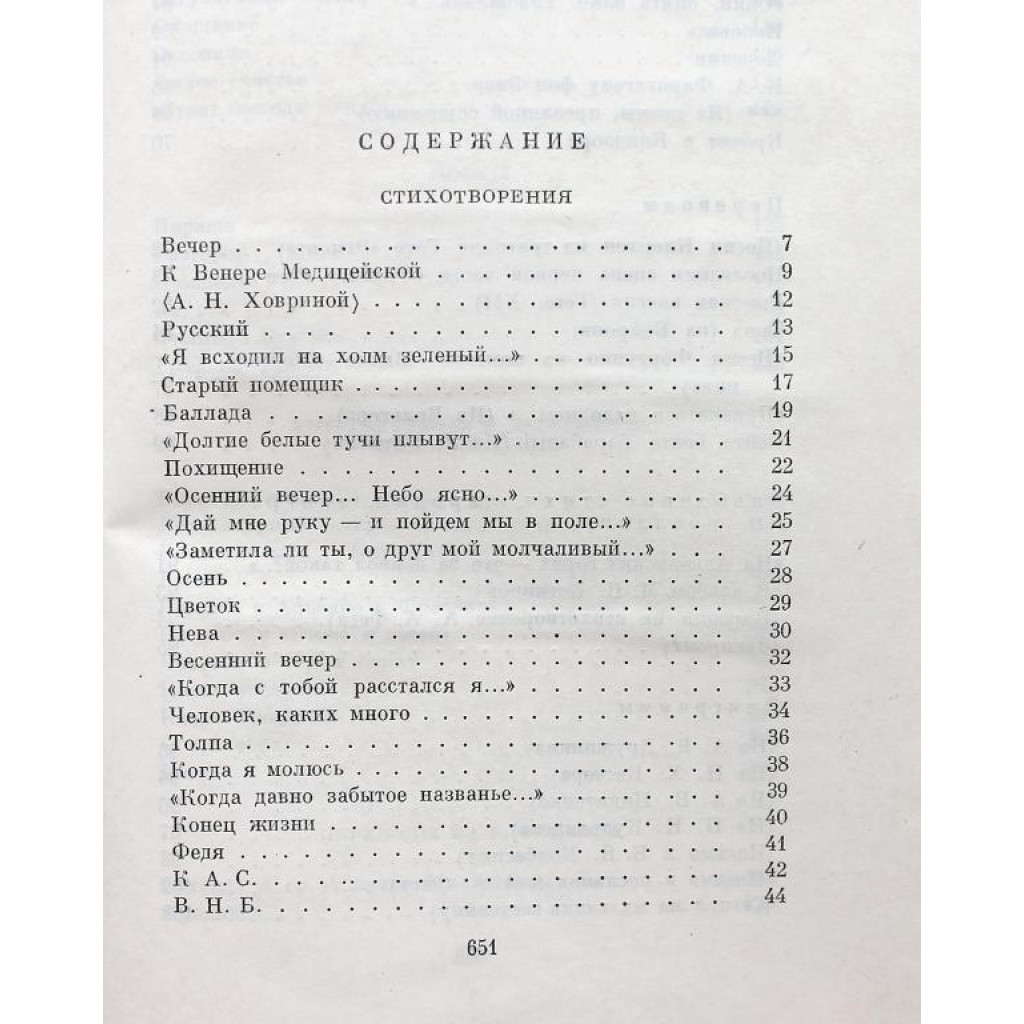 СОДЕРЖАНИЕ
СТИХОТВОРЕНИЯ
Вечер . . . . . . . . . . . . . . . . . . . 7
К Венере Медицейской . . . . . . . . . . . 9
⟨А. Н. Ховриной⟩ . . . . . . . . . . . . . 12
Русский . . . . . . . . . . . . . . . . . . 13
«Я всходил на холм зеленый...» . . . . . . . 15
Старый помещик . . . . . . . . . . . . . . 17
Баллада . . . . . . . . . . . . . . . . . . 19
«Долгие белые тучи плывут...» . . . . . . . . 21
Похищение . . . . . . . . . . . . . . . . . 22
«Осенний вечер... Небо ясно...» . . . . . . . 24
«Дай мне руку — и пойдем мы в поле...» . . . . 25
«Заметила ли ты, о друг мой молчаливый...» . . . 27
Осень . . . . . . . . . . . . . . . . . . . 28
Цветок . . . . . . . . . . . . . . . . . . 29
Нева . . . . . . . . . . . . . . . . . . . 30
Весенний вечер . . . . . . . . . . . . . . 32
«Когда с тобой расстался я...» . . . . . . . . 33
Человек, каких много . . . . . . . . . . . . 34
Толпа . . . . . . . . . . . . . . . . . . . 36
Когда я молюсь . . . . . . . . . . . . . . 38
«Когда давно забытое названье...» . . . . . . . 39
Конец жизни . . . . . . . . . . . . . . . . 40
Федя . . . . . . . . . . . . . . . . . . . 41
К А. С. . . . . . . . . . . . . . . . . . . 42
В. Н. Б. . . . . . . . . . . . . . . . . . 44
651